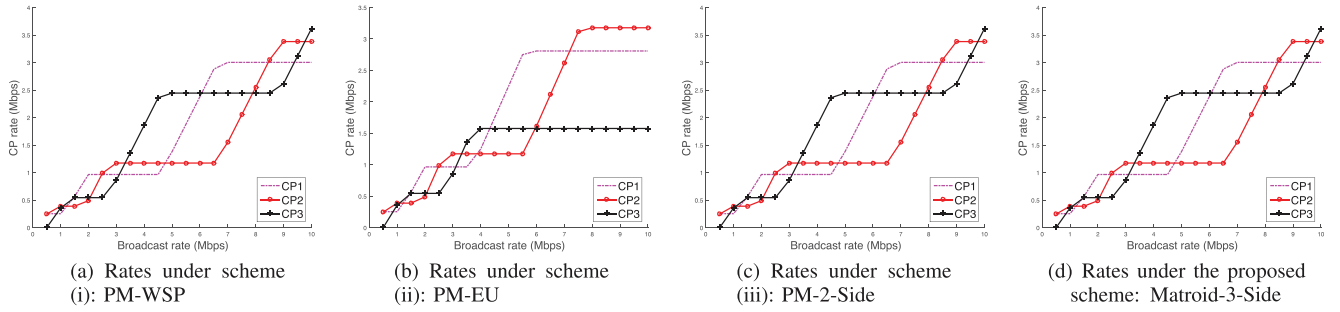 4
3.5
3
2.5
2
1.5
1
0.5
0
CP rate (Mbps)
0 1 2 3 4 5 6 7 8 9 10
Broadcast rate (Mbps)
CP1
CP2
CP3
(a) Rates under scheme
(i): PM-WSP
3.5
3
2.5
2
1.5
1
0.5
0
CP rate (Mbps)
0 1 2 3 4 5 6 7 8 9 10
Broadcast rate (Mbps)
CP1
CP2
CP3
(b) Rates under scheme
(ii): PM-EU
4
3.5
3
2.5
2
1.5
1
0.5
0
CP rate (Mbps)
0 1 2 3 4 5 6 7 8 9 10
Broadcast rate (Mbps)
CP1
CP2
CP3
(c) Rates under scheme
(iii): PM-2-Side
4
3.5
3
2.5
2
1.5
1
0.5
0
CP rate (Mbps)
0 1 2 3 4 5 6 7 8 9 10
Broadcast rate (Mbps)
CP1
CP2
CP3
(d) Rates under the proposed
scheme: Matroid-3-Side